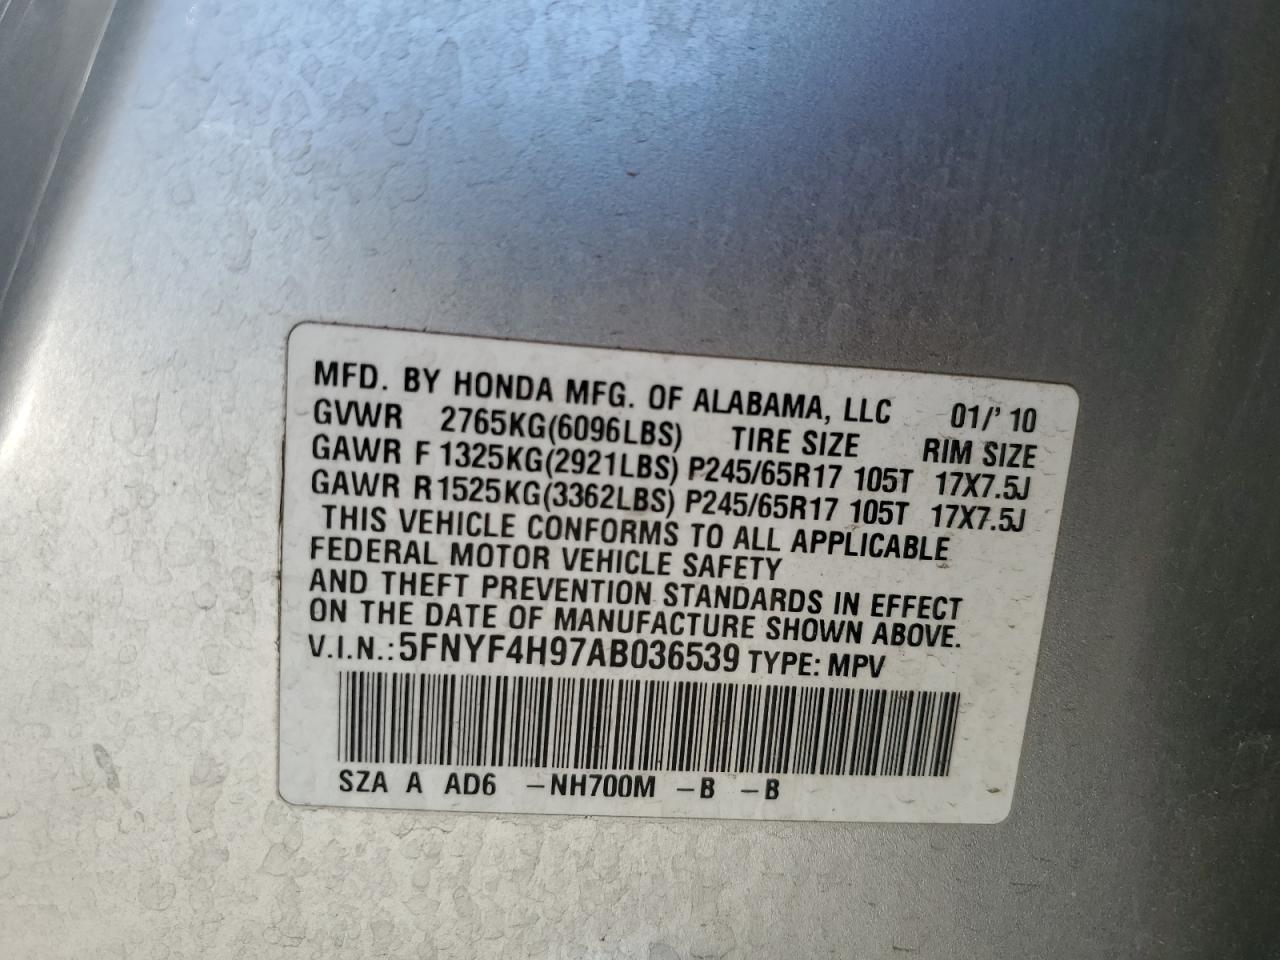 MFD. BY HONDA MFG. OF ALABAMA, LLC 01/' 10
GVWR 2765KG(6096LBS) TIRE SIZE RIM SIZE
GAWR F 1325KG(2921LBS) P245/65R17 105T 17X7.5J
GAWR R1525KG(3362LBS) P245/65R17 105T 17X7.5J
THIS VEHICLE CONFORMS TO ALL APPLICABLE
FEDERAL MOTOR VEHICLE SAFETY
AND THEFT PREVENTION STANDARDS IN EFFECT
ON THE DATE OF MANUFACTURE SHOWN ABOVE.
V.I.N.:5FNYF4H97AB036539 TYPE: MPV
SZA A AD6 -NH700M -B -B